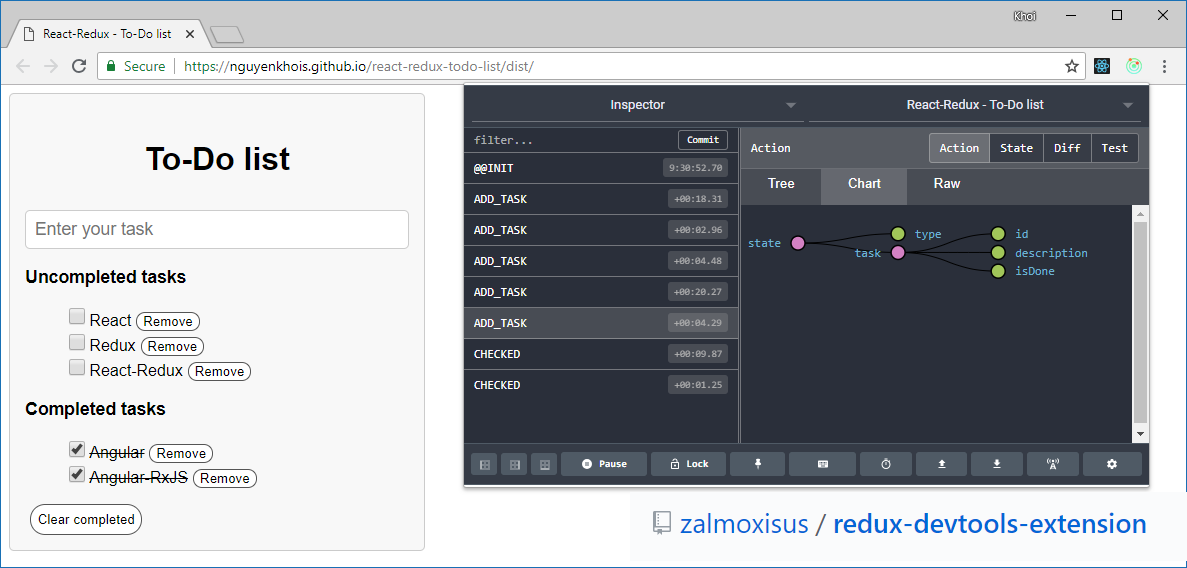 Khoi
React-Redux - To-Do list
Secure
https://nguyenkhois.github.io/react-redux-todo-list/dist/
To-Do list
Enter your task
Uncompleted tasks
React Remove
Redux Remove
React-Redux Remove
Completed tasks
Angular Remove
Angular-RxJS Remove
Clear completed
Inspector
React-Redux - To-Do list
filter... Commit
@@INIT 9:30:52.70
ADD_TASK +00:18.31
ADD_TASK +00:02.96
ADD_TASK +00:04.48
ADD_TASK +00:20.27
ADD_TASK +00:04.29
CHECKED +00:09.87
CHECKED +00:01.25
Action
Action State Diff Test
Tree Chart Raw
state
type
task
id
description
isDone
Pause
Lock
zalmoxisus / redux-devtools-extension